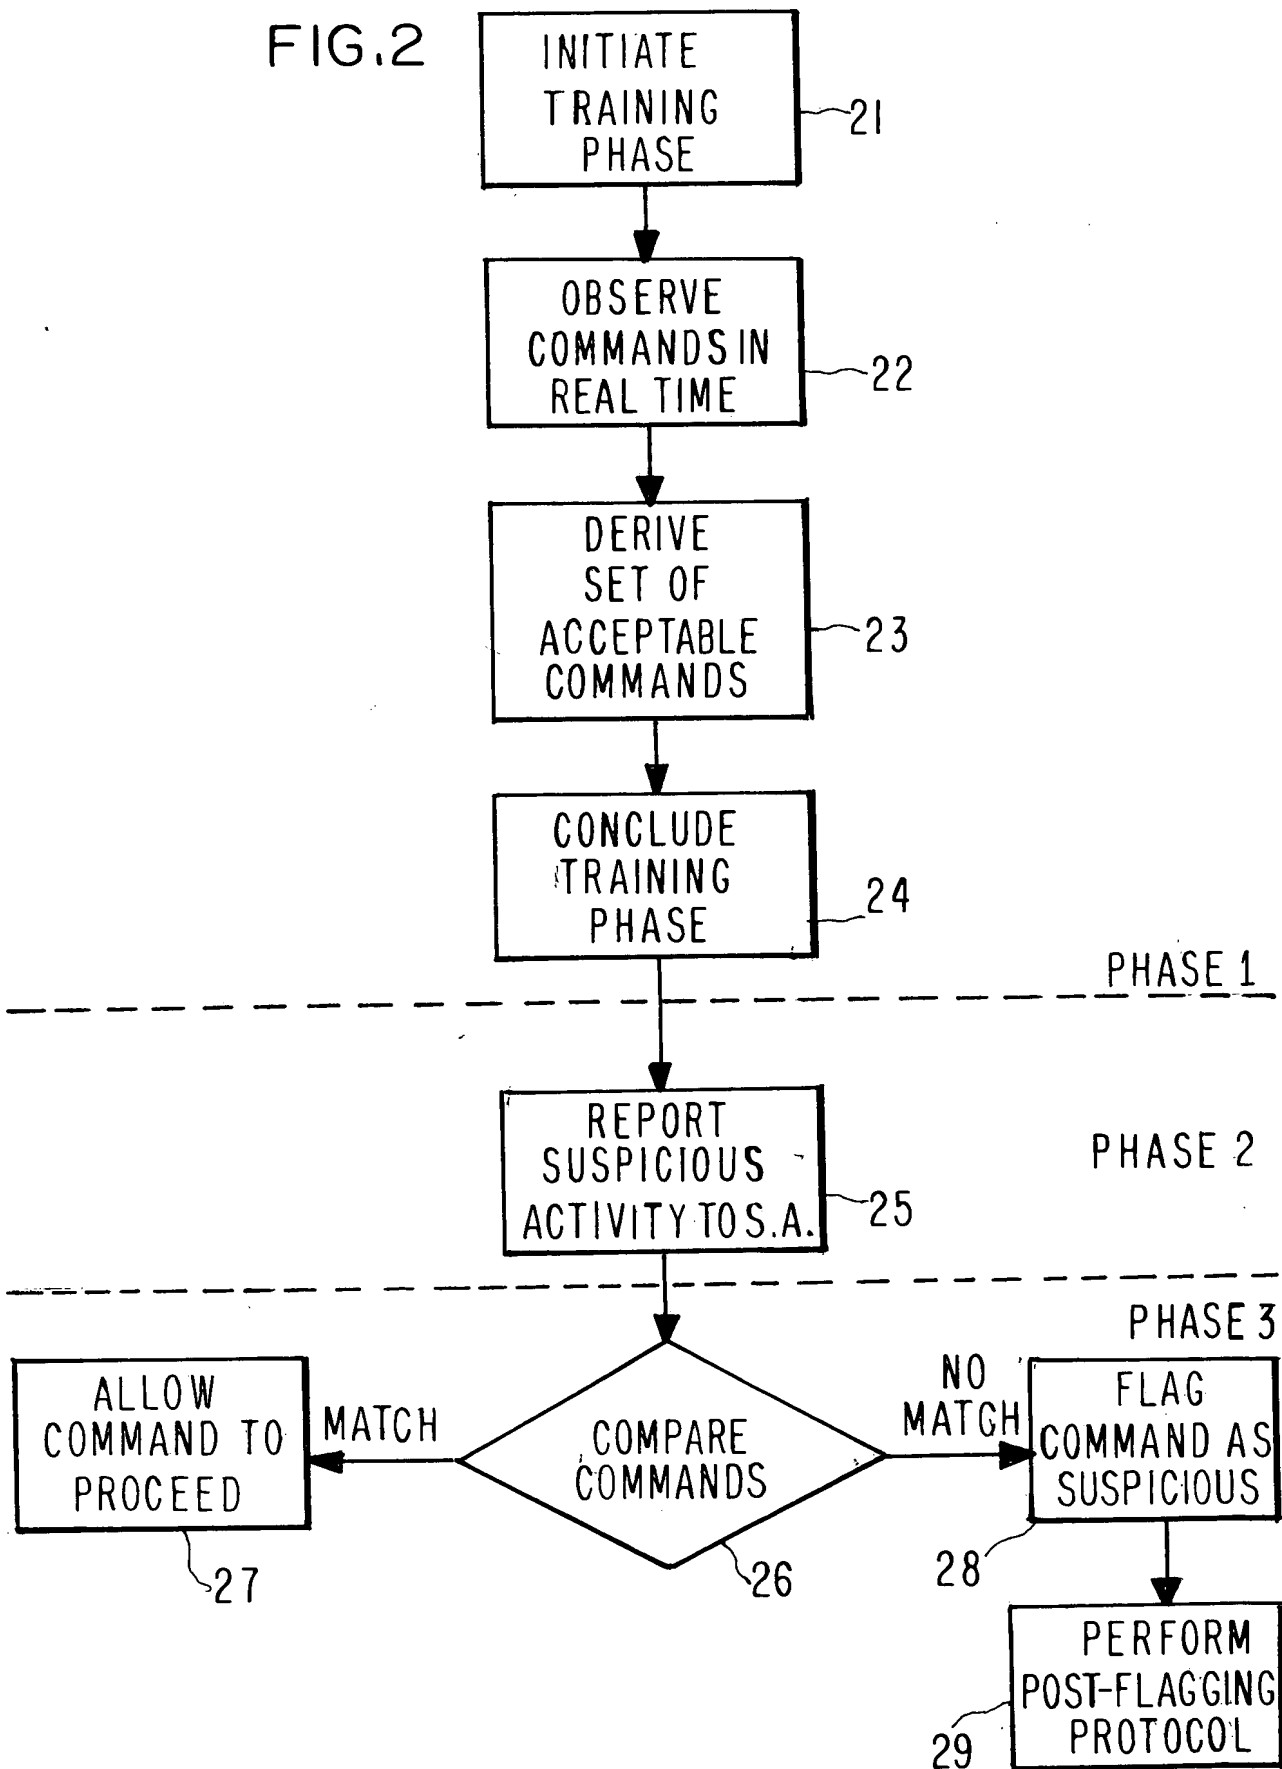 FIG.2
INITIATE
TRAINING
PHASE
21
OBSERVE
COMMANDS IN
REAL TIME
22
DERIVE
SET OF
ACCEPTABLE
COMMANDS
23
CONCLUDE
TRAINING
PHASE
24
PHASE 1
REPORT
SUSPICIOUS
ACTIVITY TO S.A.
25
PHASE 2
PHASE 3
ALLOW
COMMAND TO
PROCEED
27
MATCH
COMPARE
COMMANDS
26
NO
MATCH
FLAG
COMMAND AS
SUSPICIOUS
28
PERFORM
POST-FLAGGING
PROTOCOL
29